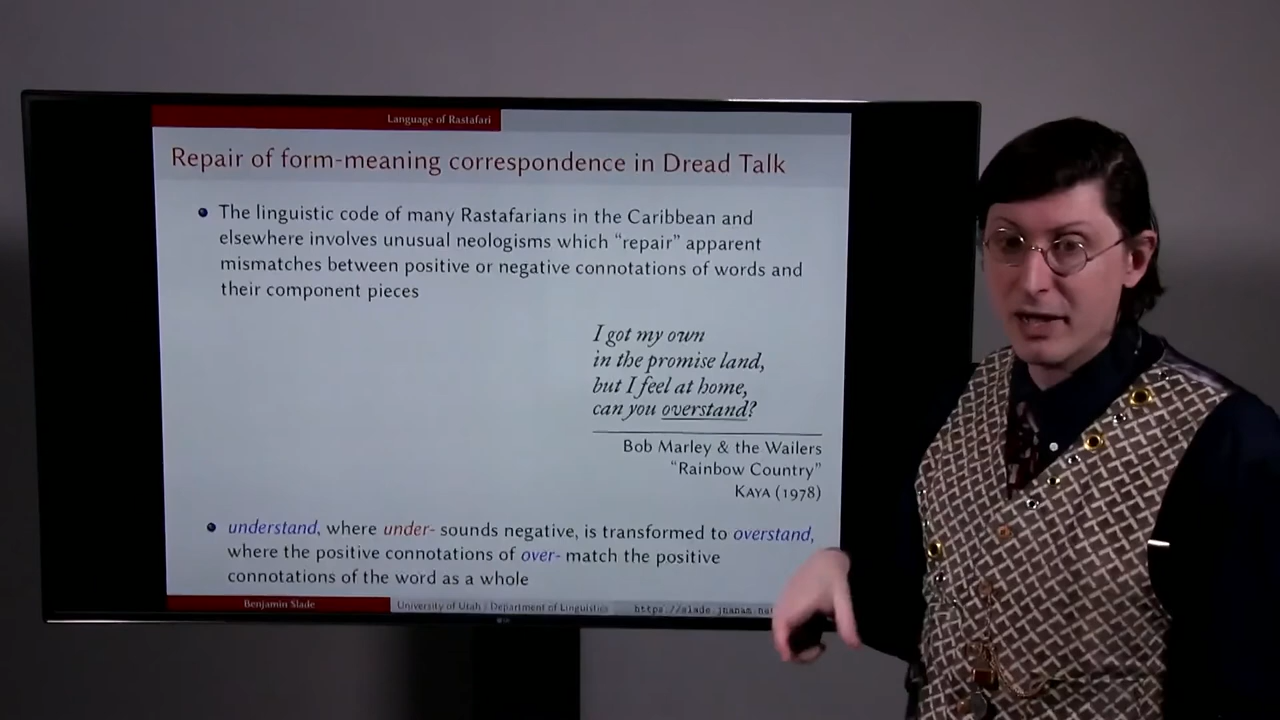 Language of Rastafari
Repair of form-meaning correspondence in Dread Talk
The linguistic code of many Rastafarians in the Caribbean and
elsewhere involves unusual neologisms which “repair” apparent
mismatches between positive or negative connotations of words and
their component pieces
I got my own
in the promise land,
but I feel at home,
can you overstand?
Bob Marley & the Wailers
“Rainbow Country”
KAYA (1978)
understand, where under- sounds negative, is transformed to overstand,
where the positive connotations of over- match the positive
connotations of the word as a whole
Benjamin Slade University of Utah | Department of Linguistics